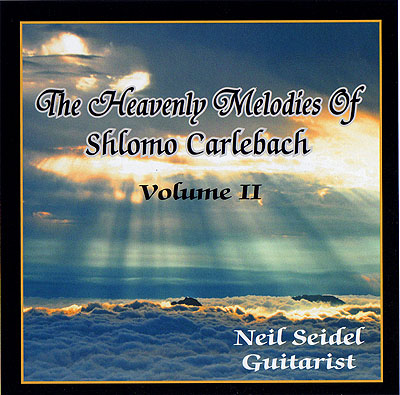 The Heavenly Melodies Of
Shlomo Carlebach
Volume II
Neil Seidel
Guitarist